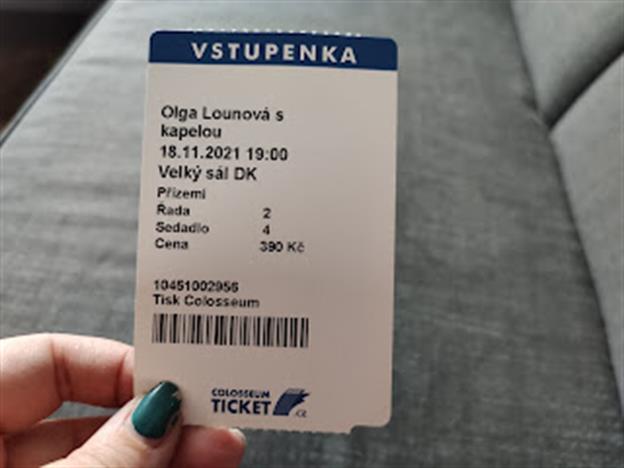 VSTUPENKA
Olga Lounová s
kapelou
18.11.2021 19:00
Velký sál DK
Přízemí
Řada 2
Sedadlo 4
Cena 390 Kč
10451002956
Tisk Colosseum
COLOSSEUM
TICKET.cz